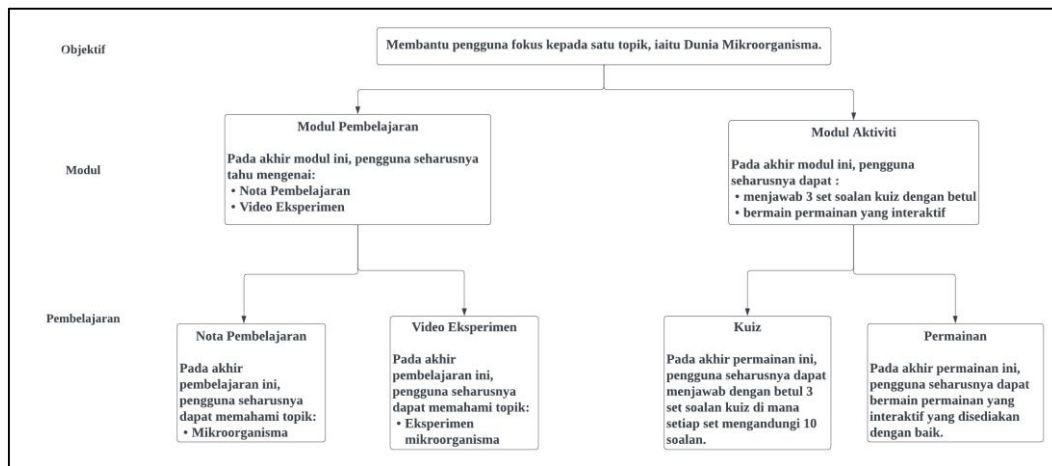 Objektif
Membantu pengguna fokus kepada satu topik, iaitu Dunia Mikroorganisma.
Modul
Modul Pembelajaran
Pada akhir modul ini, pengguna seharusnya
tahu mengenai:
• Nota Pembelajaran
• Video Eksperimen
Modul Aktiviti
Pada akhir modul ini, pengguna
seharusnya dapat :
• menjawab 3 set soalan kuiz dengan betul
• bermain permainan yang interaktif
Pembelajaran
Nota Pembelajaran
Pada akhir
pembelajaran ini,
pengguna seharusnya
dapat memahami topik:
• Mikroorganisma
Video Eksperimen
Pada akhir
pembelajaran ini,
pengguna seharusnya
dapat memahami topik:
• Eksperimen
mikroorganisma
Kuiz
Pada akhir permainan ini,
pengguna seharusnya dapat
menjawab dengan betul 3
set soalan kuiz di mana
setiap set mengandungi 10
soalan.
Permainan
Pada akhir permainan ini,
pengguna seharusnya dapat
bermain permainan yang
interaktif yang disediakan
dengan baik.